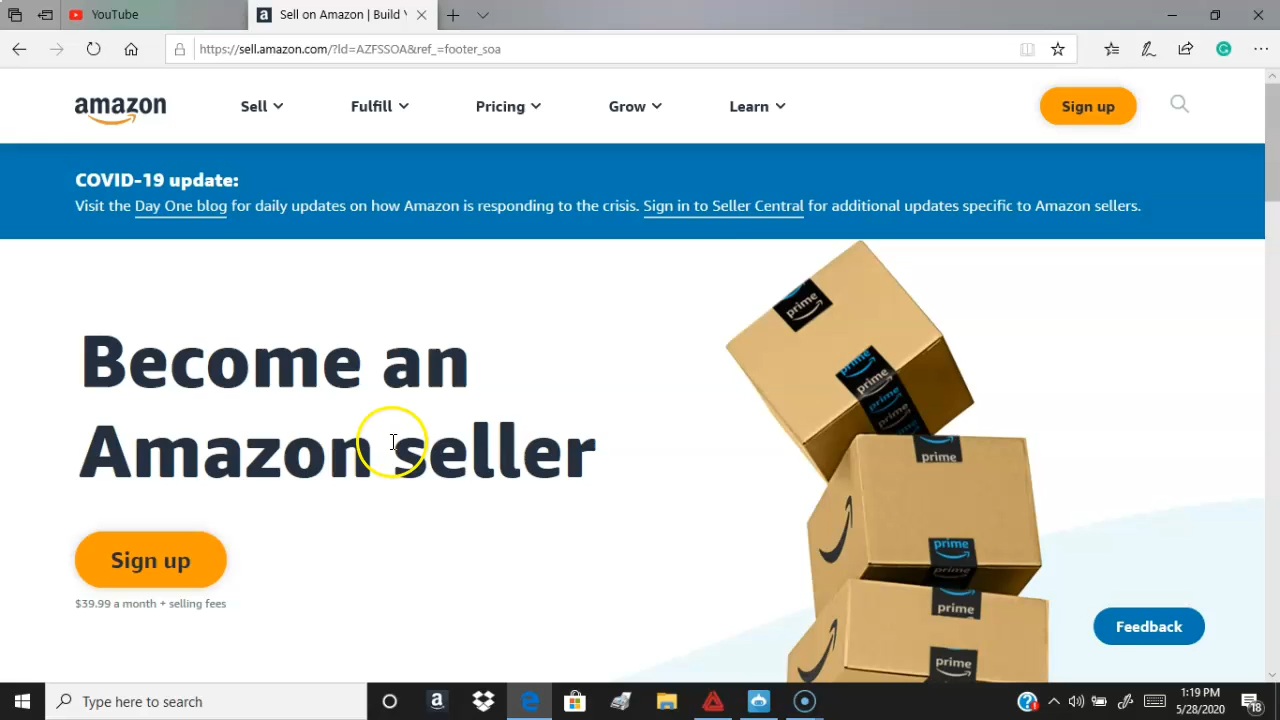 YouTube
Sell on Amazon | Build
https://sell.amazon.com/?ld=AZFSSOA&ref_=footer_soa
amazon
Sell
Fulfill
Pricing
Grow
Learn
Sign up
COVID-19 update:
Visit the Day One blog for daily updates on how Amazon is responding to the crisis. Sign in to Seller Central for additional updates specific to Amazon sellers.
Become an
Amazon seller
Sign up
$39.99 a month + selling fees
prime
prime
prime
prime
prime
prime
prime
prime
prime
prime
Feedback
Type here to search
1:19 PM
5/28/2020
18